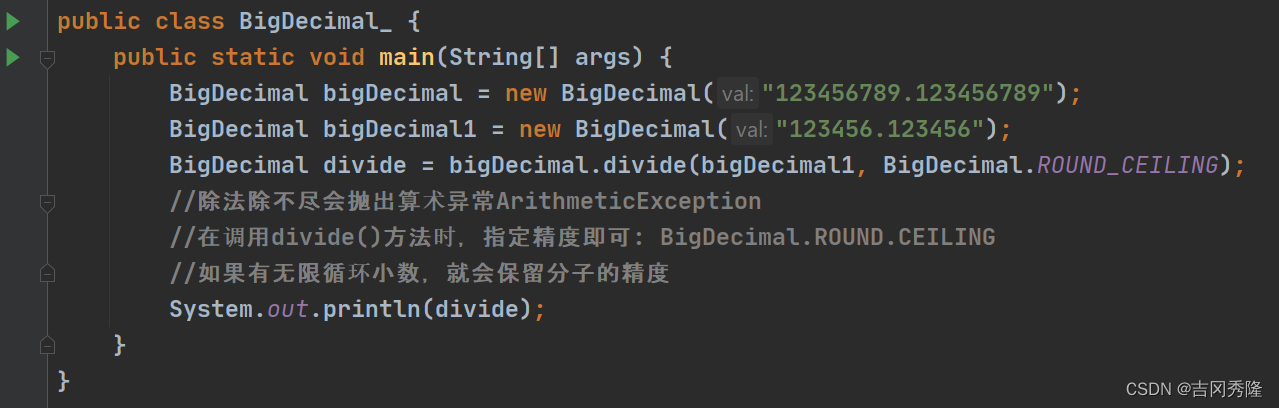 public class BigDecimal_ {
public static void main(String[] args) {
BigDecimal bigDecimal = new BigDecimal( val: "123456789.123456789");
BigDecimal bigDecimal1 = new BigDecimal( val: "123456.123456");
BigDecimal divide = bigDecimal.divide(bigDecimal1, BigDecimal.ROUND_CEILING);
//除法除不尽会抛出算术异常ArithmeticException
//在调用divide()方法时，指定精度即可：BigDecimal.ROUND.CEILING
//如果有无限循环小数，就会保留分子的精度
System.out.println(divide);
}
}
CSDN @吉冈秀隆